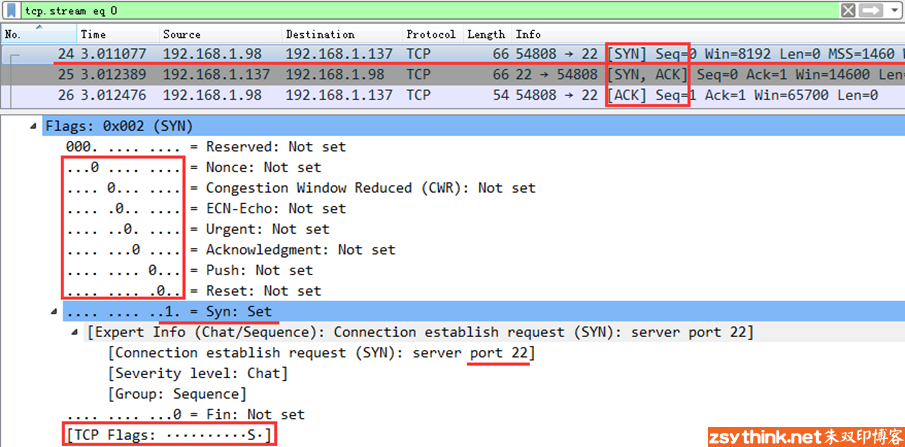 tcp.stream eq 0
No. Time Source Destination Protocol Length Info
24 3.011077 192.168.1.98 192.168.1.137 TCP 66 54808 → 22 [SYN] Seq=0 Win=8192 Len=0 MSS=1460
25 3.012389 192.168.1.137 192.168.1.98 TCP 66 22 → 54808 [SYN, ACK] Seq=0 Ack=1 Win=14600 Len=
26 3.012476 192.168.1.98 192.168.1.137 TCP 54 54808 → 22 [ACK] Seq=1 Ack=1 Win=65700 Len=0
Flags: 0x002 (SYN)
000. .... .... = Reserved: Not set
...0 .... .... = Nonce: Not set
.... 0... .... = Congestion Window Reduced (CWR): Not set
.... .0.. .... = ECN-Echo: Not set
.... ..0. .... = Urgent: Not set
.... ...0 .... = Acknowledgment: Not set
.... .... 0... = Push: Not set
.... .... .0.. = Reset: Not set
.... .... ..1. = Syn: Set
[Expert Info (Chat/Sequence): Connection establish request (SYN): server port 22]
[Connection establish request (SYN): server port 22]
[Severity level: Chat]
[Group: Sequence]
.... .... ...0 = Fin: Not set
[TCP Flags: ··········S·]
zsythink.net朱双印博客